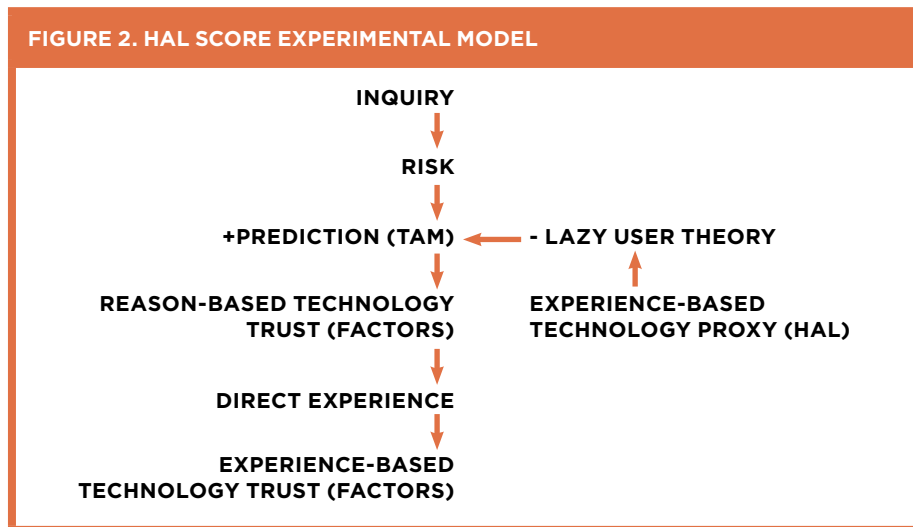 FIGURE 2. HAL SCORE EXPERIMENTAL MODEL
INQUIRY
RISK
+PREDICTION (TAM)
- LAZY USER THEORY
REASON-BASED TECHNOLOGY
TRUST (FACTORS)
EXPERIENCE-BASED
TECHNOLOGY PROXY (HAL)
DIRECT EXPERIENCE
EXPERIENCE-BASED
TECHNOLOGY TRUST (FACTORS)